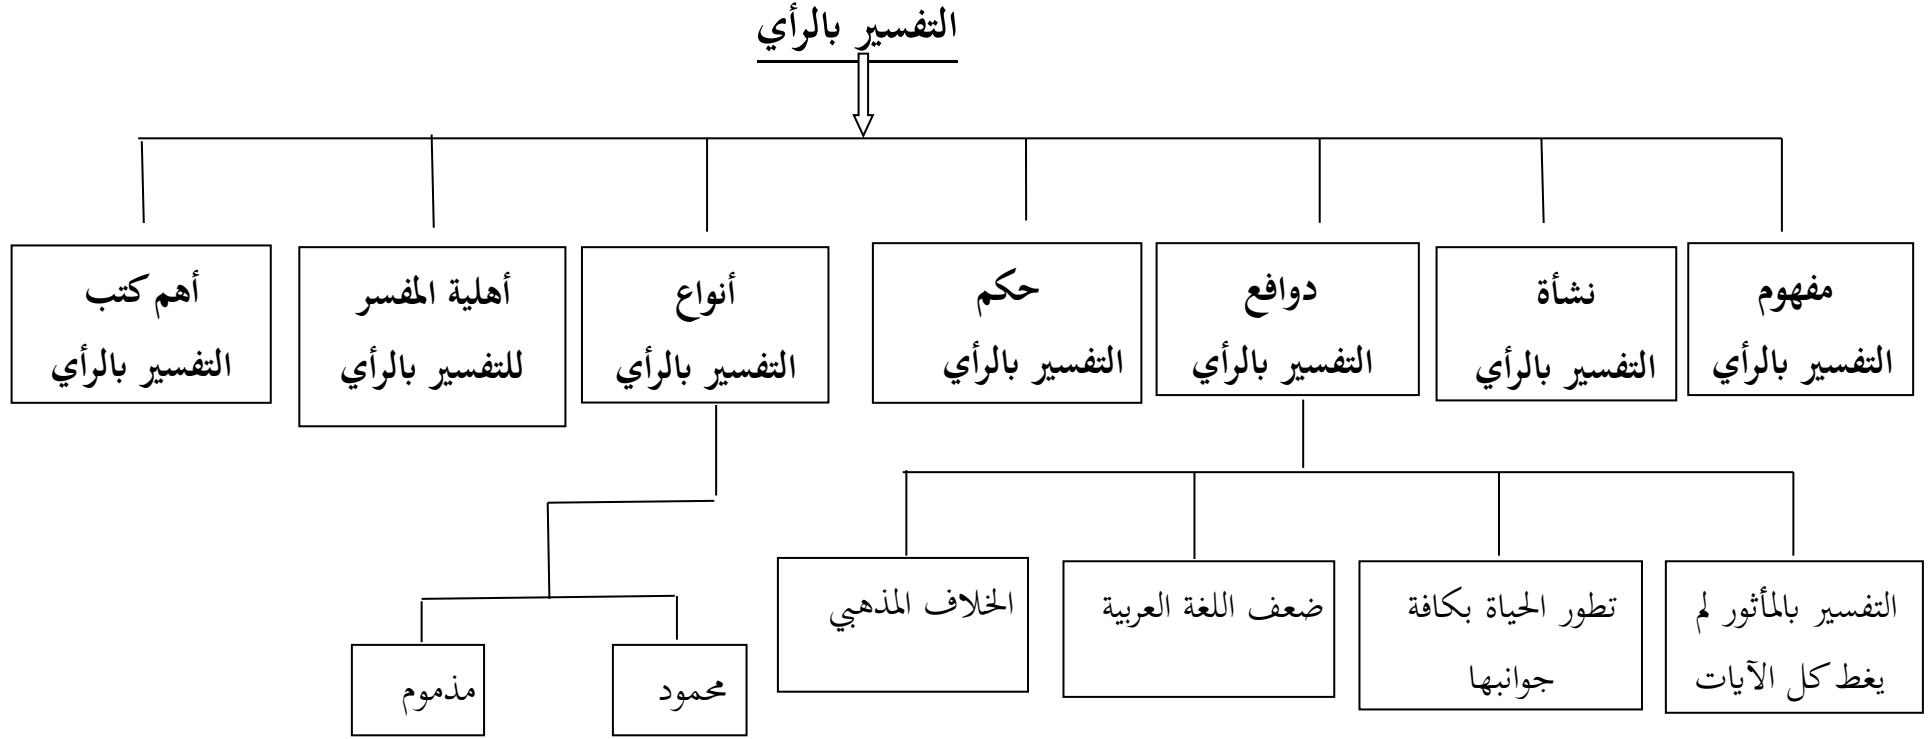 التفسير بالرأي
مفهوم
التفسير بالرأي
نشأة
التفسير بالرأي
دوافع
التفسير بالرأي
حكم
التفسير بالرأي
أنواع
التفسير بالرأي
أهلية المفسر
للتفسير بالرأي
أهم كتب
التفسير بالرأي
التفسير بالمأثور لم
يغط كل الآيات
تطور الحياة بكافة
جوانبها
ضعف اللغة العربية
الخلاف المذهبي
محمود
مذموم